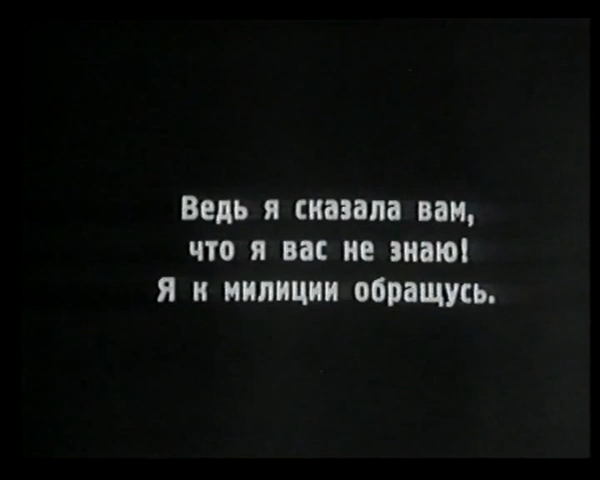 Ведь я сказала вам,
что я вас не знаю!
Я к милиции обращусь.